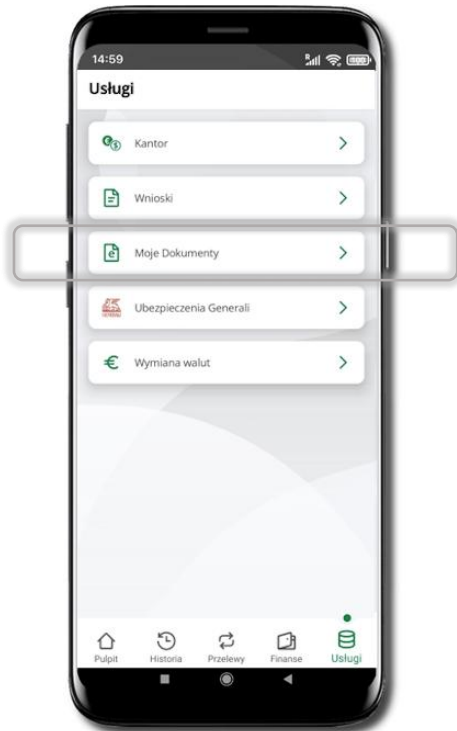 14:59
Usługi
Kantor
Wnioski
Moje Dokumenty
Ubezpieczenia Generali
Wymiana walut
Pulpit Historia Przelewy Finanse Usługi